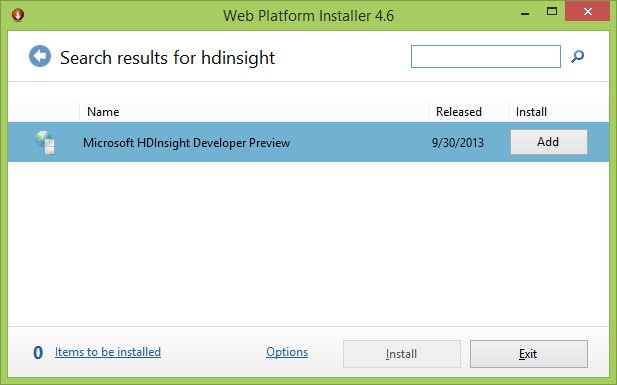 Web Platform Installer 4.6
Search results for hdinsight
Name Released Install
Microsoft HDInsight Developer Preview 9/30/2013 Add
0 Items to be installed Options Install Exit